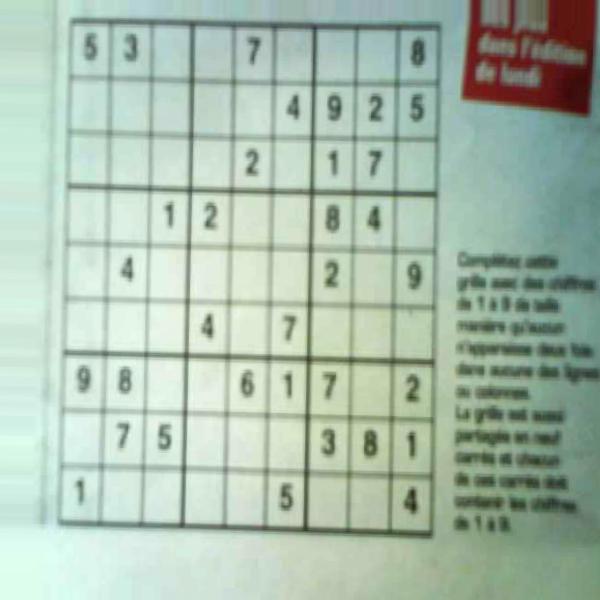 dans l'édition
de lundi
5 3 7 8
4 9 2 5
2 1 7
1 2 8 4
4 2 9
4 7
9 8 6 1 7 2
7 5 3 8 1
1 5 4
Complétez cette
grille avec des chiffres
de 1 à 9 de telle
manière qu'aucun
n'apparaisse deux fois
dans aucune des lignes
ou colonnes.
La grille est aussi
partagée en neuf
carrés et chacun
de ces carrés doit
contenir les chiffres
de 1 à 9.